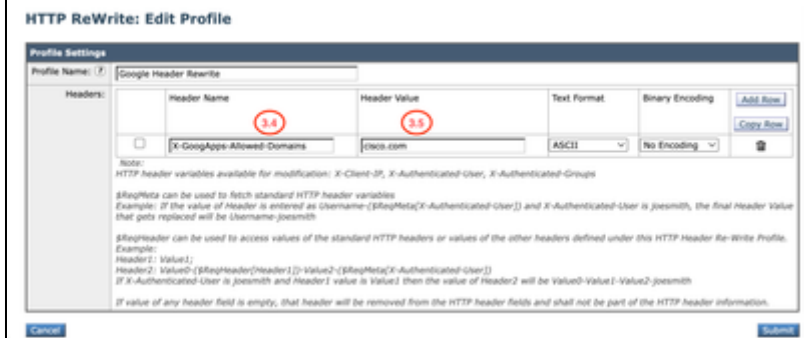 HTTP ReWrite: Edit Profile
Profile Settings
Profile Name: ? Google Header Rewrite
Headers: Header Name Header Value Text Format Binary Encoding Add Row
3.4 3.5 Copy Row
X-GoogApps-Allowed-Domains cisco.com ASCII No Encoding
Note:
HTTP header variables available for modification: X-Client-IP, X-Authenticated-User, X-Authenticated-Groups
$ReqMeta can be used to fetch standard HTTP header variables
Example: If the value of Header is entered as Username-($ReqMeta[X-Authenticated-User]) and X-Authenticated-User is joesmith, the final Header Value
that gets replaced will be Username-joesmith
$ReqHeader can be used to access values of the standard HTTP headers or values of the other headers defined under this HTTP Header Re-Write Profile.
Example:
Header1: Value1;
Header2: Value0-($ReqHeader[Header1])-Value2-($ReqMeta[X-Authenticated-User])
If X-Authenticated-User is joesmith and Header1 value is Value1 then the value of Header2 will be Value0-Value1-Value2-joesmith
If value of any header field is empty, that header will be removed from the HTTP header fields and shall not be part of the HTTP header information.
Cancel Submit